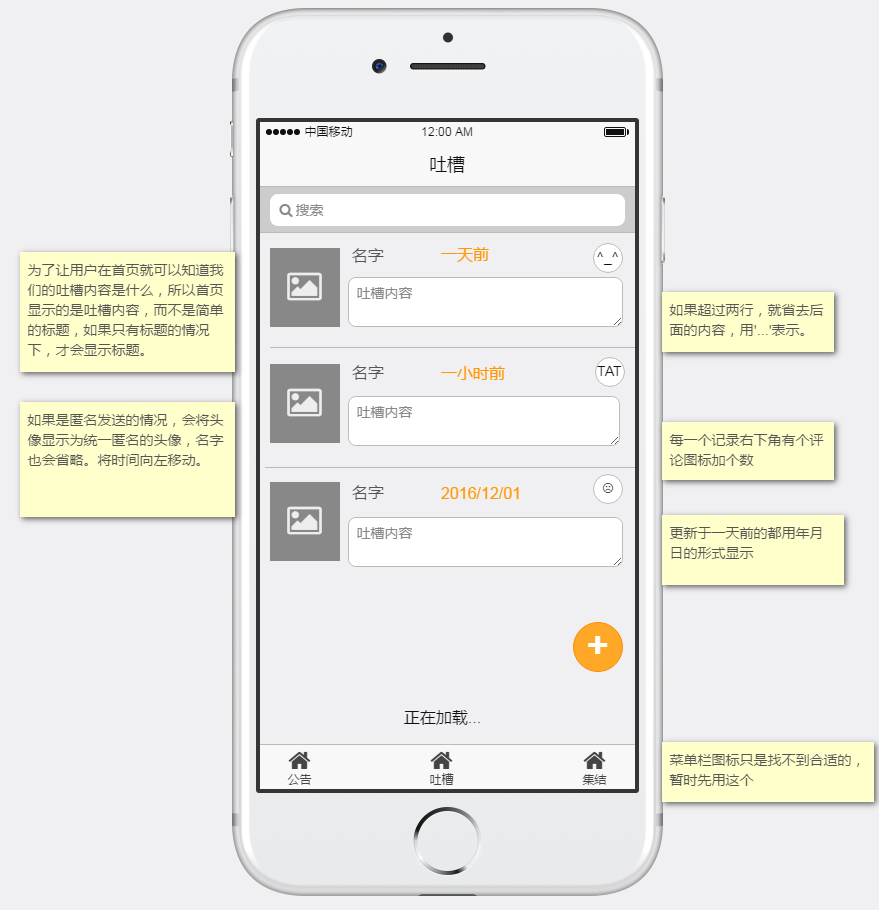 中国移动 12:00 AM
吐槽
搜索
名字 一天前 ^_^
吐槽内容
名字 一小时前 TAT
吐槽内容
名字 2016/12/01
吐槽内容
+
正在加载...
公告 吐槽 集结
为了让用户在首页就可以知道我
们的吐槽内容是什么，所以首页
显示的是吐槽内容，而不是简单
的标题，如果只有标题的情况
下，才会显示标题。
如果是匿名发送的情况，会将头
像显示为统一匿名的头像，名字
也会省略。将时间向左移动。
如果超过两行，就省去后
面的内容，用'...'表示。
每一个记录右下角有个评
论图标加个数
更新于一天前的都用年月
日的形式显示
菜单栏图标只是找不到合适的，
暂时先用这个